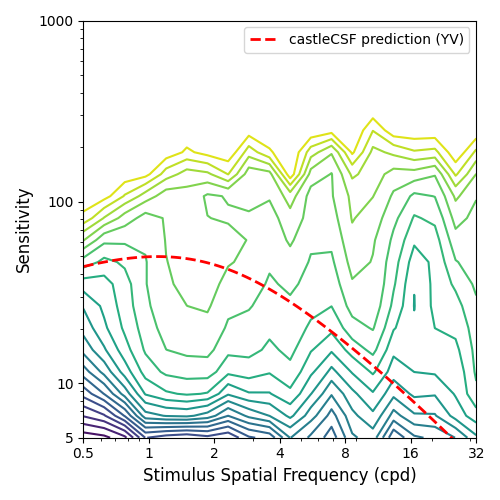 castleCSF prediction (YV)
Sensitivity
1000
100
10
5
0.5 1 2 4 8 16 32
Stimulus Spatial Frequency (cpd)